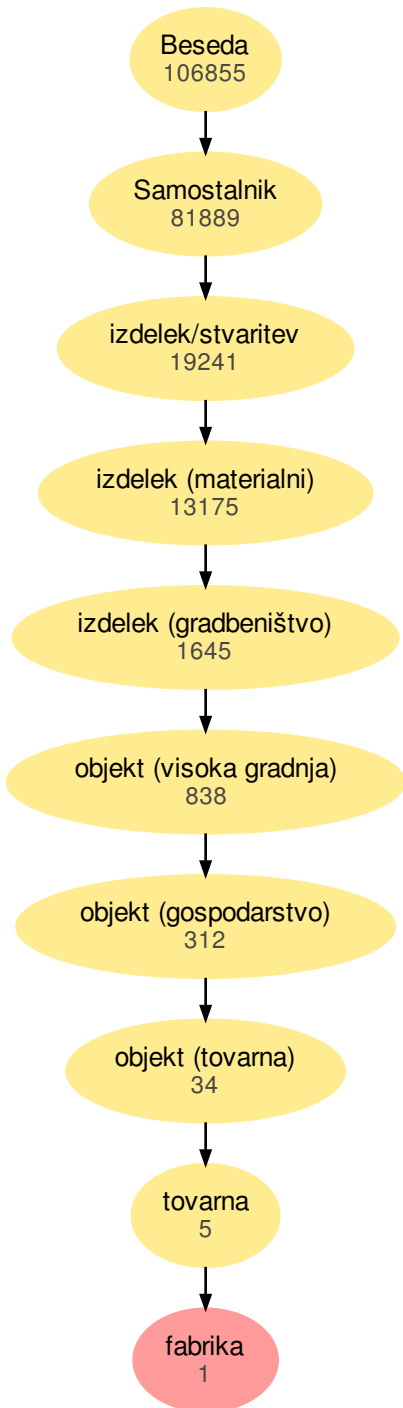 Beseda
106855
Samostalnik
81889
izdelek/stvaritev
19241
izdelek (materialni)
13175
izdelek (gradbeništvo)
1645
objekt (visoka gradnja)
838
objekt (gospodarstvo)
312
objekt (tovarna)
34
tovarna
5
fabrika
1